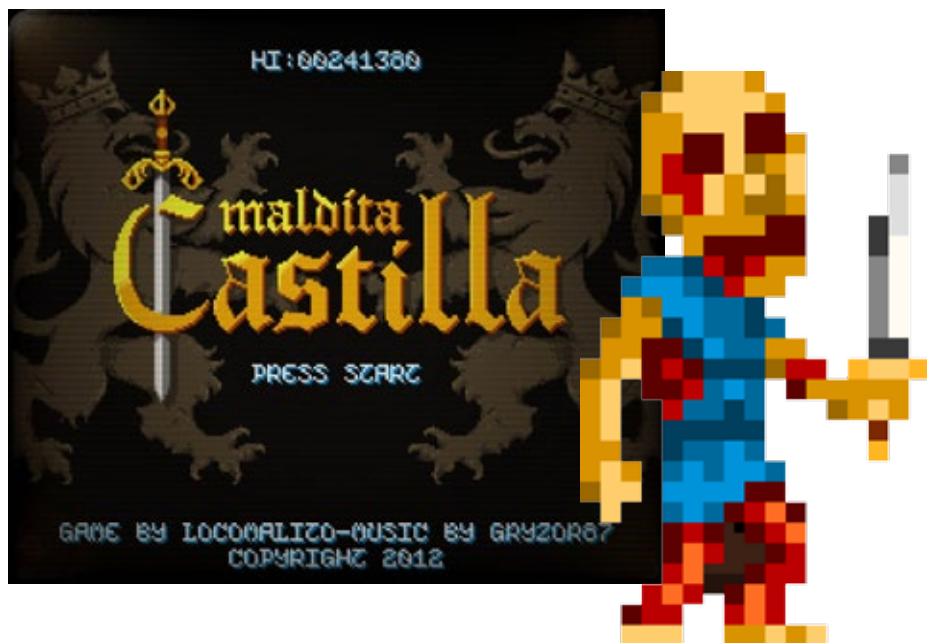 HI:00241380
maldita
Castilla
PRESS START
GAME BY LOCOMALITO-MUSIC BY GRYZOR87
COPYRIGHT 2012